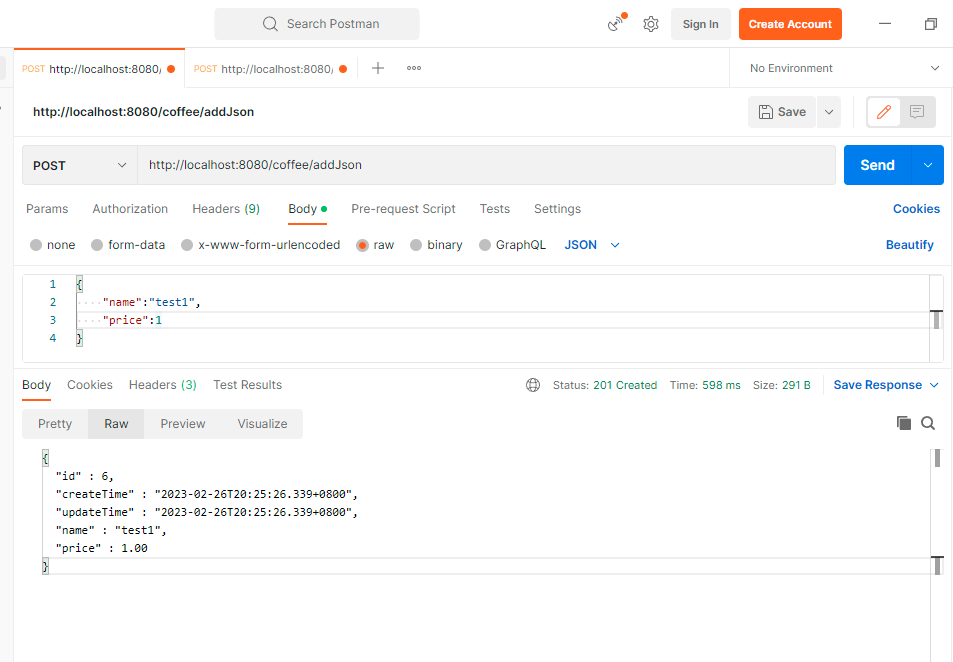 Search Postman
Sign In
Create Account
POST http://localhost:8080/
POST http://localhost:8080/
No Environment
http://localhost:8080/coffee/addJson
Save
POST
http://localhost:8080/coffee/addJson
Send
Params Authorization Headers (9) Body Pre-request Script Tests Settings Cookies
none form-data x-www-form-urlencoded raw binary GraphQL JSON Beautify
1 {
2 ····"name":"test1",
3 ····"price":1
4 }
Body Cookies Headers (3) Test Results Status: 201 Created Time: 598 ms Size: 291 B Save Response
Pretty Raw Preview Visualize
{
"id" : 6,
"createTime" : "2023-02-26T20:25:26.339+0800",
"updateTime" : "2023-02-26T20:25:26.339+0800",
"name" : "test1",
"price" : 1.00
}